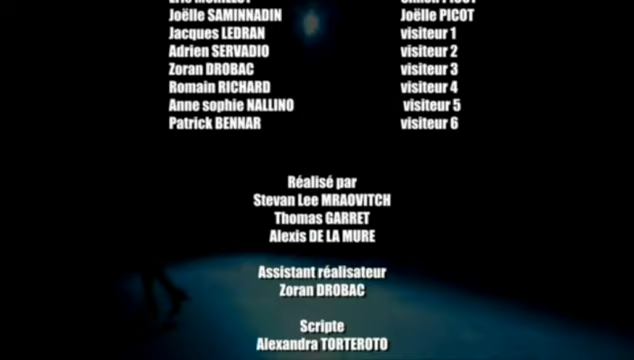 Joëlle SAMINNADIN Joëlle PICOT
Jacques LEDRAN visiteur 1
Adrien SERVADIO visiteur 2
Zoran DROBAC visiteur 3
Romain RICHARD visiteur 4
Anne sophie NALLINO visiteur 5
Patrick BENNAR visiteur 6
Réalisé par
Stevan Lee MRAOVITCH
Thomas GARRET
Alexis DE LA MURE
Assistant réalisateur
Zoran DROBAC
Scripte
Alexandra TORTEROTO